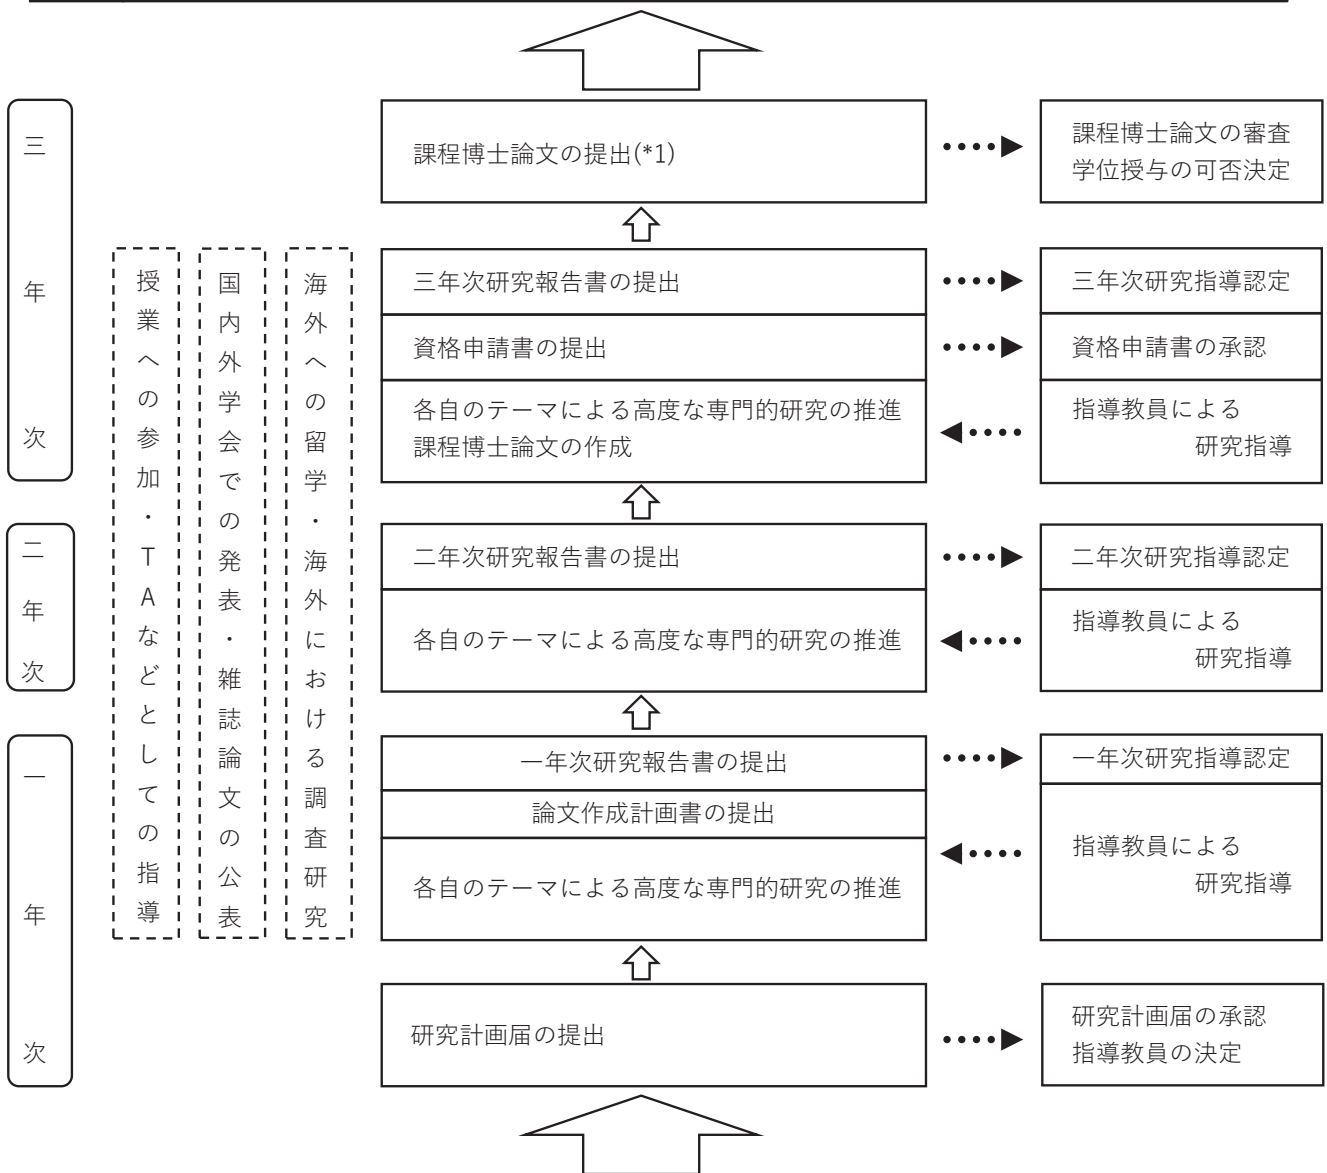 三年次
課程博士論文の提出(*1)
課程博士論文の審査
学位授与の可否決定
授業への参加・TAなどとしての指導
国内外学会での発表・雑誌論文の公表
海外への留学・海外における調査研究
三年次研究報告書の提出
三年次研究指導認定
資格申請書の提出
資格申請書の承認
各自のテーマによる高度な専門的研究の推進
課程博士論文の作成
指導教員による
研究指導
二年次
二年次研究報告書の提出
二年次研究指導認定
各自のテーマによる高度な専門的研究の推進
指導教員による
研究指導
一年次
一年次研究報告書の提出
一年次研究指導認定
論文作成計画書の提出
各自のテーマによる高度な専門的研究の推進
指導教員による
研究指導
研究計画届の提出
研究計画届の承認
指導教員の決定